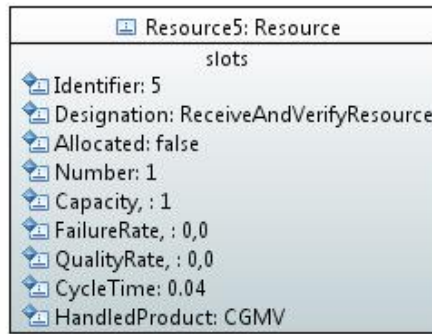 Resource5: Resource
slots
Identifier: 5
Designation: ReceiveAndVerifyResource
Allocated: false
Number: 1
Capacity, : 1
FailureRate, : 0,0
QualityRate, : 0,0
CycleTime: 0.04
HandledProduct: CGMV